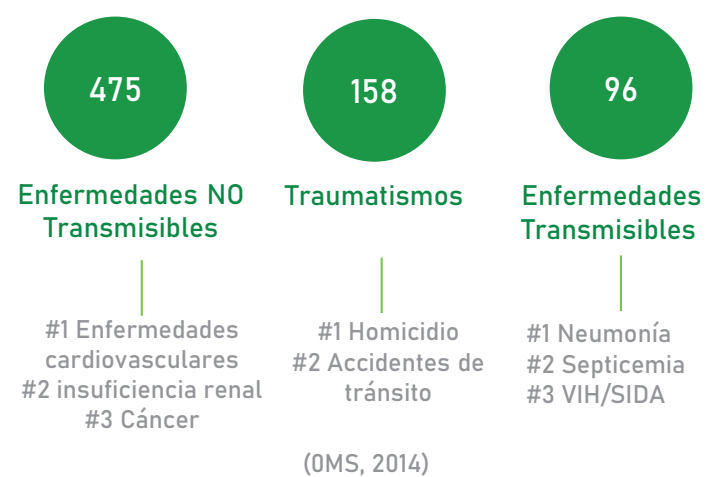 475
Enfermedades NO
Transmisibles
#1 Enfermedades
cardiovasculares
#2 insuficiencia renal
#3 Cáncer
158
Traumatismos
#1 Homicidio
#2 Accidentes de
tránsito
96
Enfermedades
Transmisibles
#1 Neumonía
#2 Septicemia
#3 VIH/SIDA
(0MS, 2014)